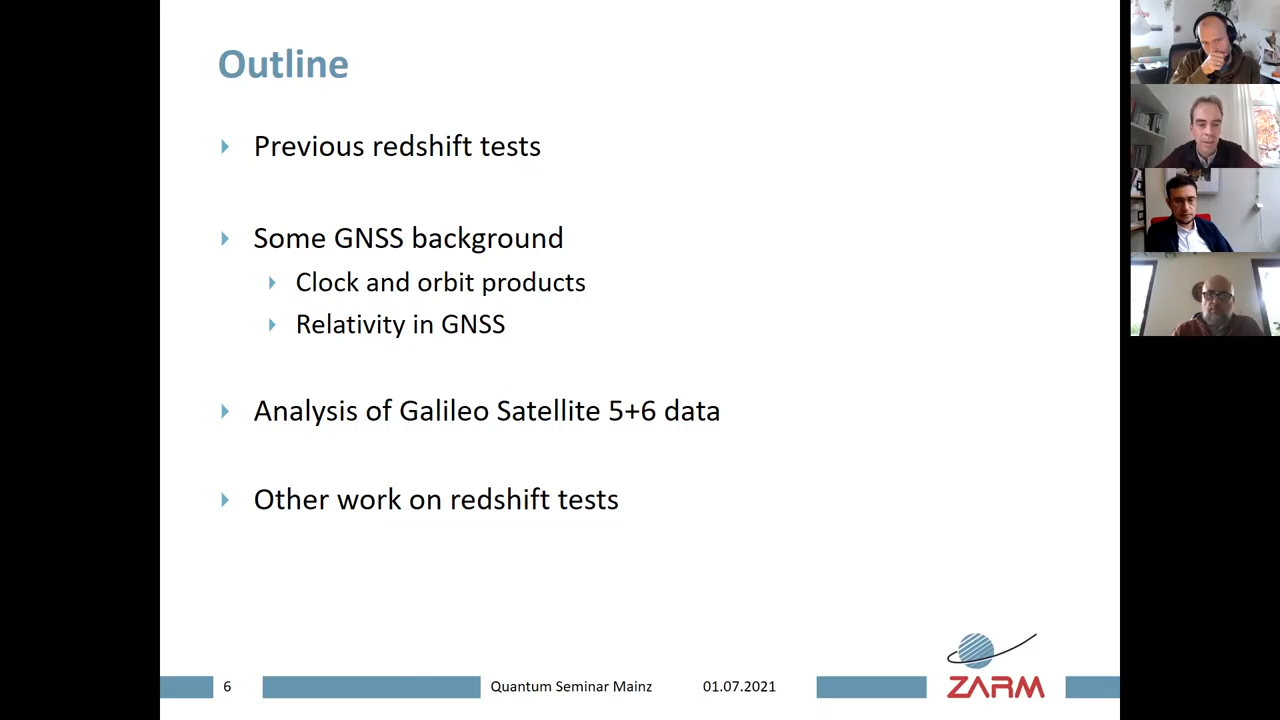 Outline
Previous redshift tests
Some GNSS background
Clock and orbit products
Relativity in GNSS
Analysis of Galileo Satellite 5+6 data
Other work on redshift tests
6
Quantum Seminar Mainz
01.07.2021
ZARM